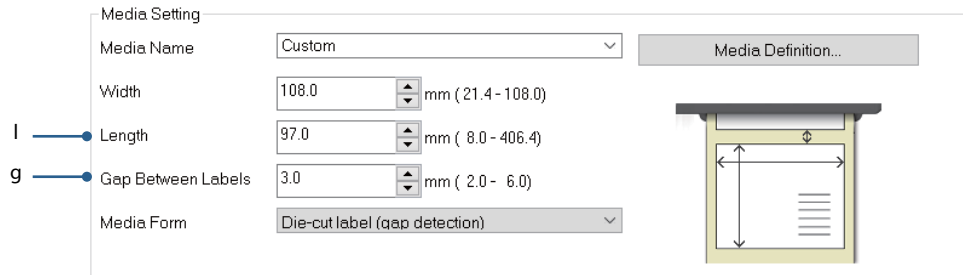 Media Setting
Media Name Custom Media Definition...
Width 108.0 mm ( 21.4 - 108.0)
l Length 97.0 mm ( 8.0 - 406.4)
g Gap Between Labels 3.0 mm ( 2.0 - 6.0)
Media Form Die-cut label (gap detection)